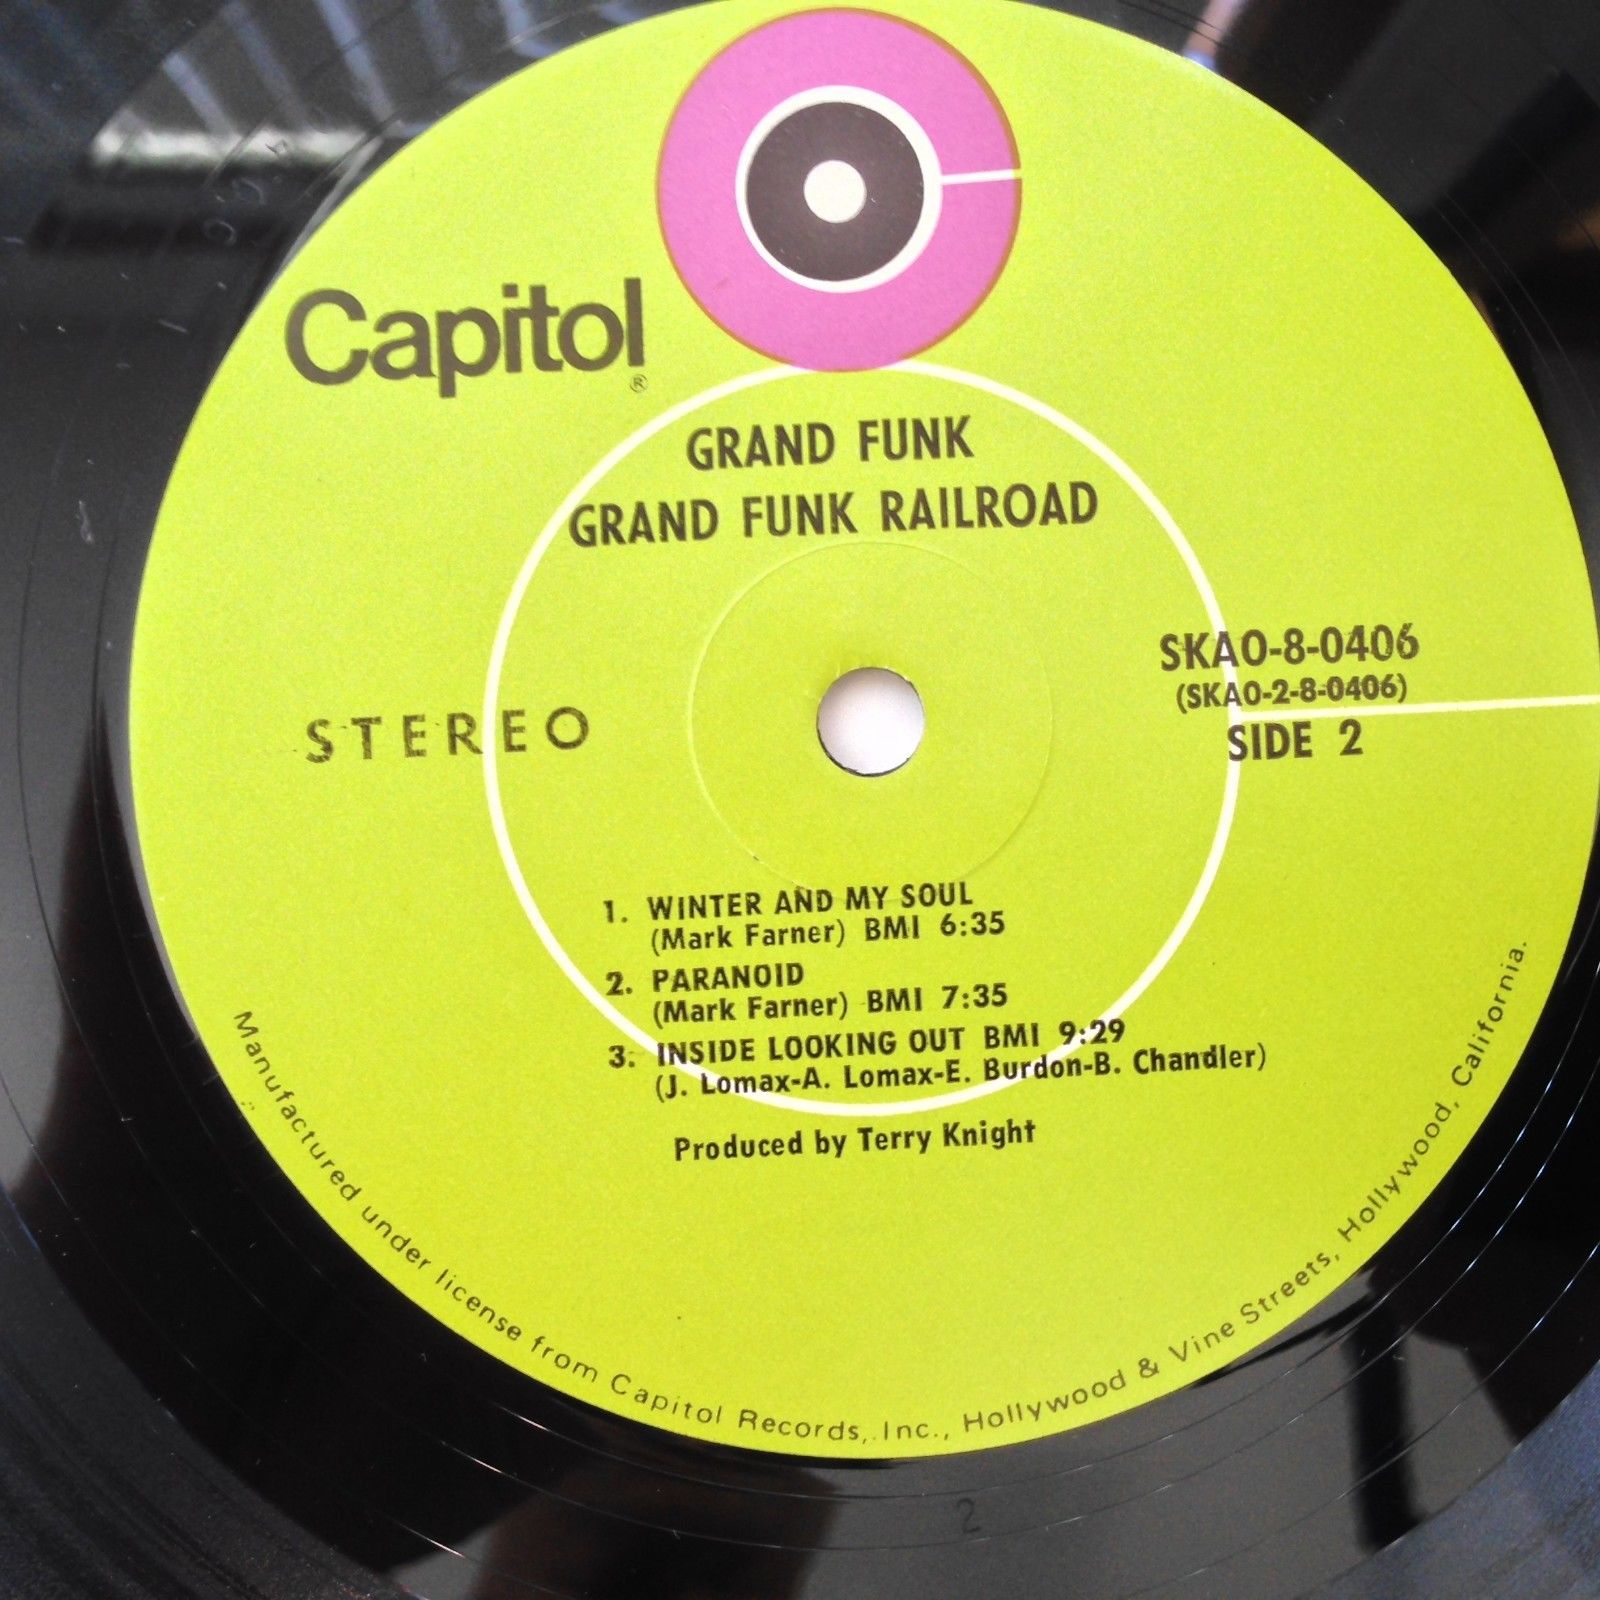 Capitol
®
GRAND FUNK
GRAND FUNK RAILROAD
STEREO
SKAO-8-0406
(SKAO-2-8-0406)
SIDE 2
1. WINTER AND MY SOUL
(Mark Farner) BMI 6:35
2. PARANOID
(Mark Farner) BMI 7:35
3. INSIDE LOOKING OUT BMI 9:29
(J. Lomax-A. Lomax-E. Burdon-B. Chandler)
Produced by Terry Knight
Manufactured under license from Capitol Records, Inc., Hollywood & Vine Streets, Hollywood, California.
2